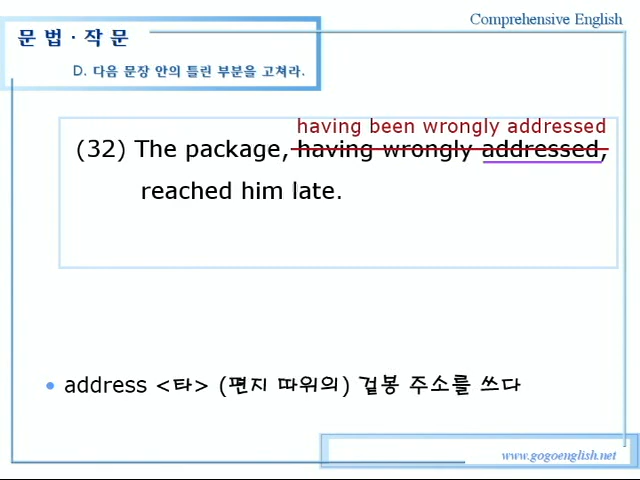 Comprehensive English
문법·작문
D. 다음 문장 안의 틀린 부분을 고쳐라.
having been wrongly addressed
(32) The package, having wrongly addressed,
reached him late.
• address <타> (편지 따위의) 겉봉 주소를 쓰다
www.gogoenglish.net